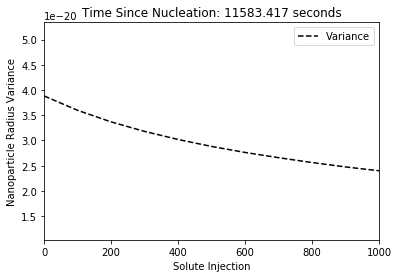 Time Since Nucleation: 11583.417 seconds
1e−20
Variance
5.0
4.5
4.0
3.5
3.0
2.5
2.0
1.5
Nanoparticle Radius Variance
0
200
400
600
800
1000
Solute Injection